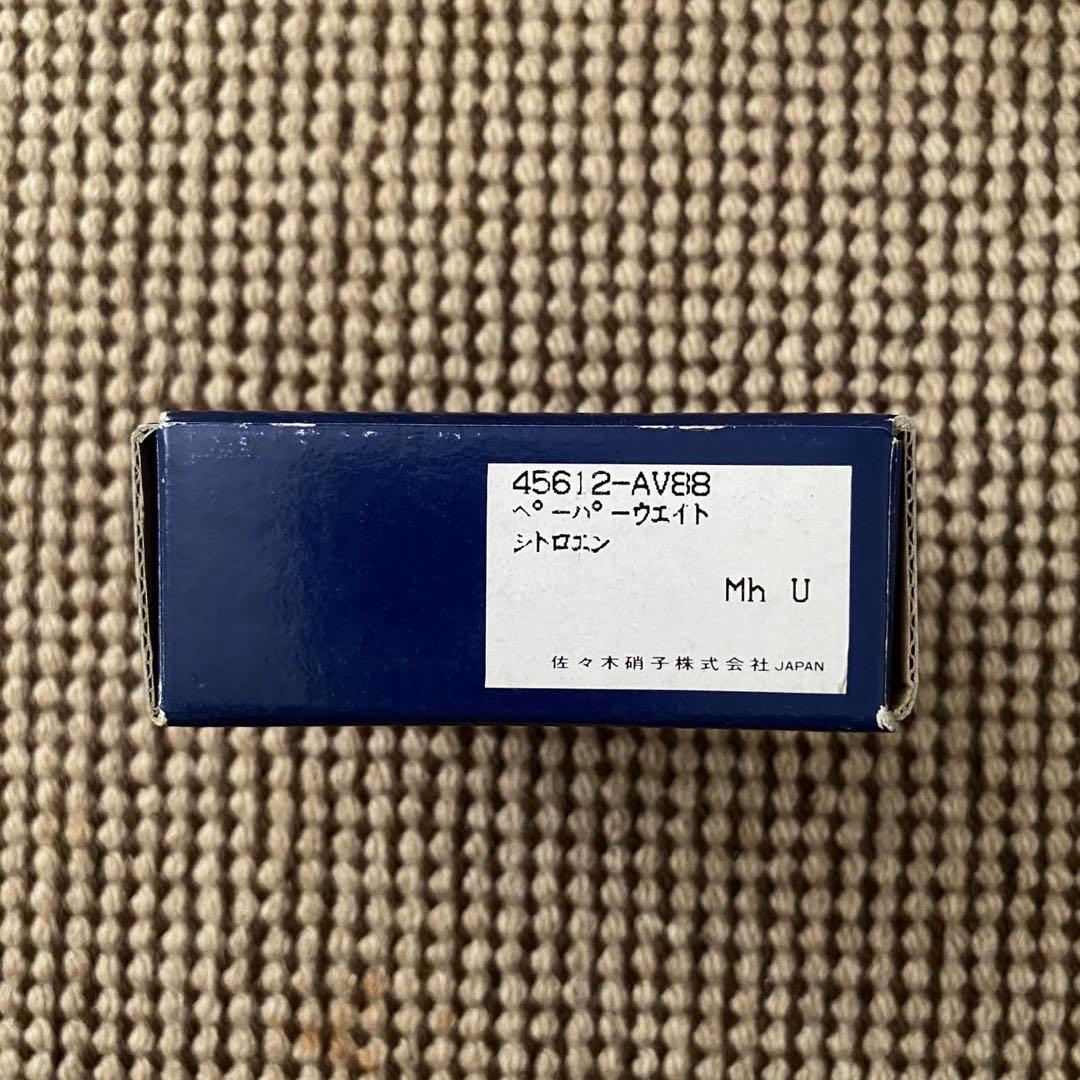 45612-AV88
ペーパーウエイト
シトロエン
Mh U
佐々木硝子株式会社 JAPAN